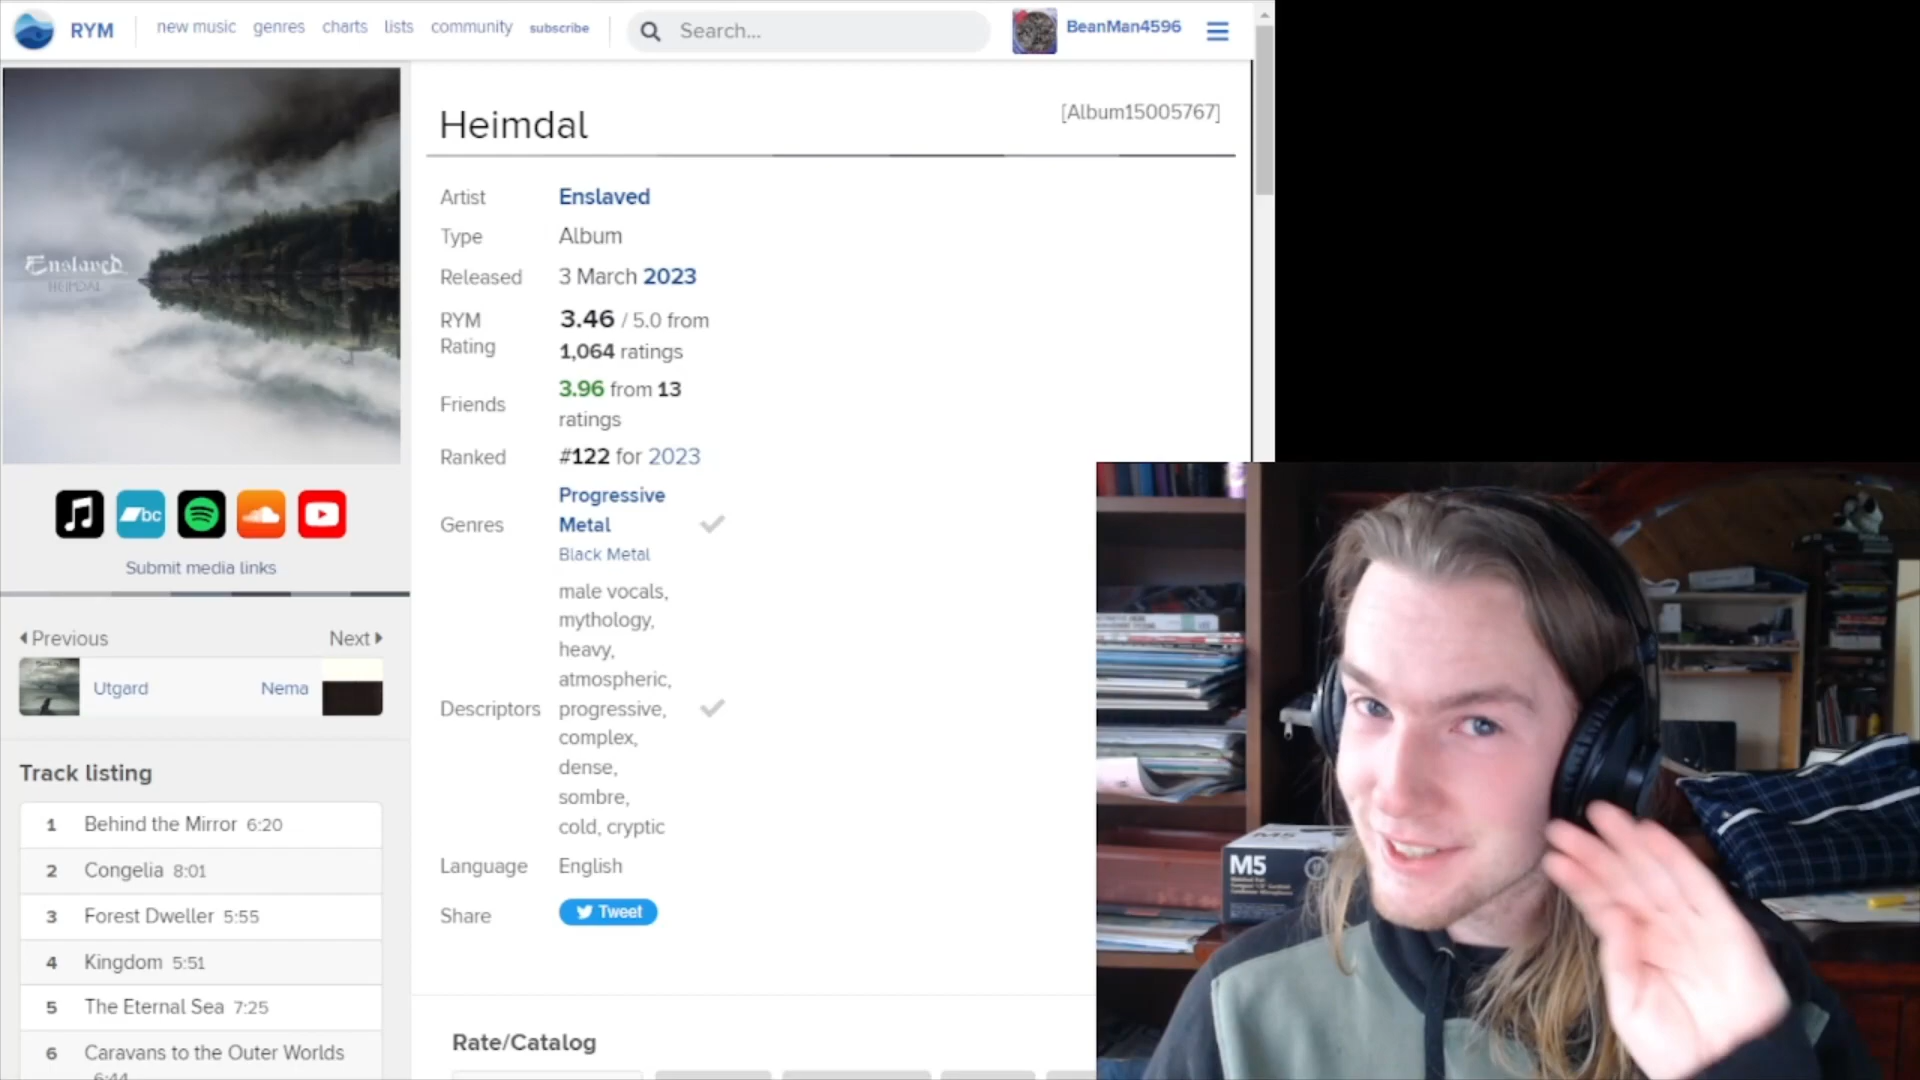 RYM
new music genres charts lists community subscribe
Search...
BeanMan4596
Heimdal
[Album15005767]
Artist Enslaved
Type Album
Released 3 March 2023
RYM Rating 3.46 / 5.0 from
1,064 ratings
Friends 3.96 from 13
ratings
Ranked #122 for 2023
Genres Progressive
Metal
Black Metal
Descriptors male vocals,
mythology,
heavy,
atmospheric,
progressive,
complex,
dense,
sombre,
cold, cryptic
Language English
Share Tweet
Rate/Catalog
Enslaved
HEIMDAL
bc
Submit media links
Previous Next
Utgard Nema
Track listing
1 Behind the Mirror 6:20
2 Congelia 8:01
3 Forest Dweller 5:55
4 Kingdom 5:51
5 The Eternal Sea 7:25
6 Caravans to the Outer Worlds
6:44
M5
M5